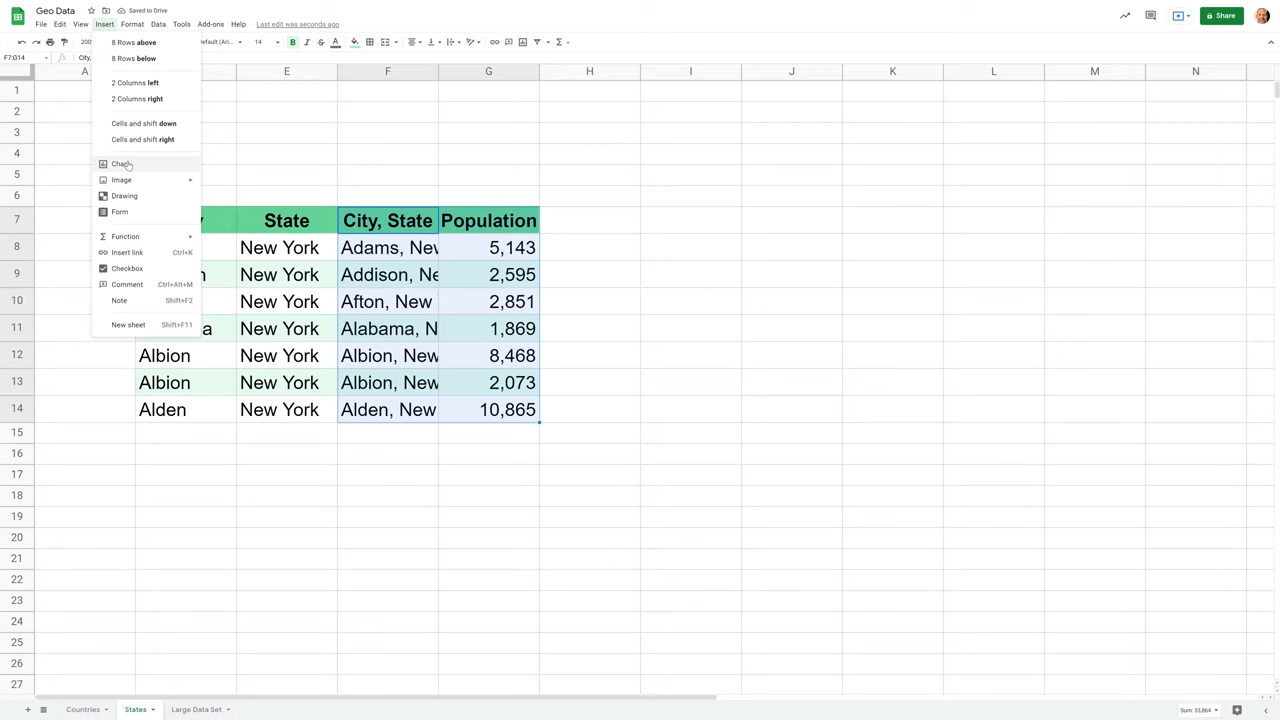 Geo Data
Saved to Drive
File Edit View Insert Format Data Tools Add-ons Help Last edit was seconds ago
Share
200% Default (Ari... 14
F7:G14 City,
8 Rows above
8 Rows below
2 Columns left
2 Columns right
Cells and shift down
Cells and shift right
Chart
Image
Drawing
Form
Function
Insert link Ctrl+K
Checkbox
Comment Ctrl+Alt+M
Note Shift+F2
New sheet Shift+F11
A E F G H I J K L M N
1
2
3
4
5
6
7 State City, State Population
8 New York Adams, New 5,143
9 New York Addison, Ne 2,595
10 New York Afton, New 2,851
11 a New York Alabama, N 1,869
12 Albion New York Albion, New 8,468
13 Albion New York Albion, New 2,073
14 Alden New York Alden, New 10,865
15
16
17
18
19
20
21
22
23
24
25
26
27
Countries States Large Data Set
Sum: 33,864